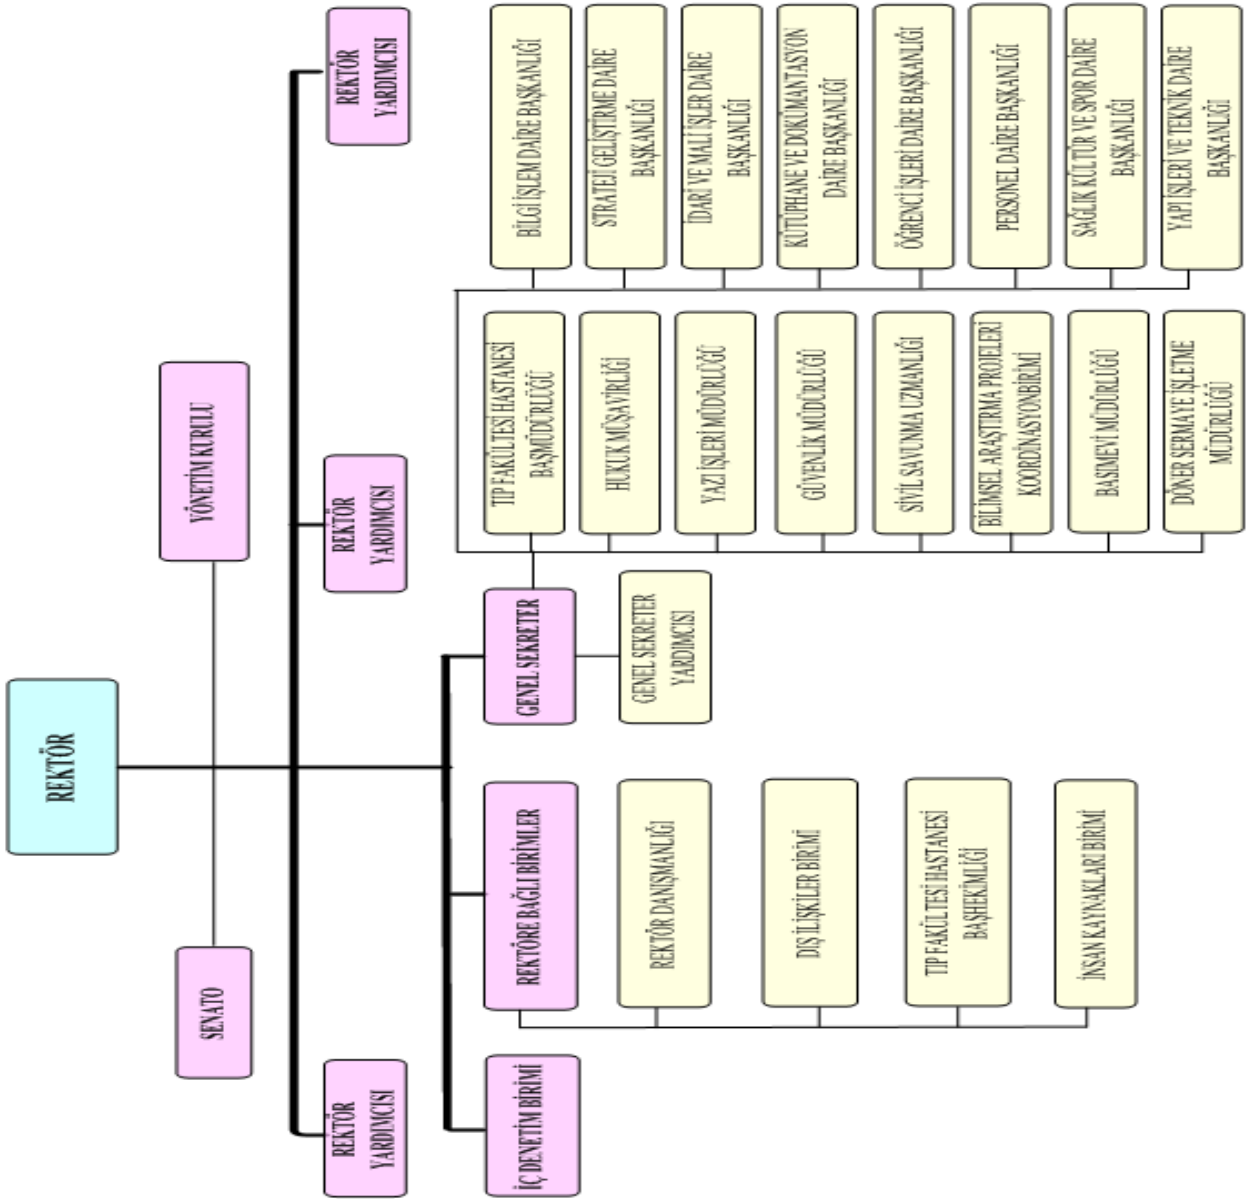 REKTÖR
SENATO
YÖNETİM KURULU
REKTÖR
YARDIMCISI
REKTÖR
YARDIMCISI
REKTÖR
YARDIMCISI
İÇ DENETİM BİRİMİ
REKTÖRE BAĞLI BİRİMLER
REKTÖR DANIŞMANLIĞI
DIŞ İLİŞKİLER BİRİMİ
TIP FAKÜLTESİ HASTANESİ
BAŞHEKİMLİĞİ
İNSAN KAYNAKLARI BİRİMİ
GENEL SEKRETER
GENEL SEKRETER
YARDIMCISI
TIP FAKÜLTESİ HASTANESİ
BAŞMÜDÜRLÜĞÜ
HUKUK MÜŞAVİRLİĞİ
YAZI İŞLERİ MÜDÜRLÜĞÜ
GÜVENLİK MÜDÜRLÜĞÜ
SİVİL SAVUNMA UZMANLIĞI
BİLİMSEL ARAŞTIRMA PROJELERİ
KOORDİNASYONBİRİMİ
BASIMEVİ MÜDÜRLÜĞÜ
DÖNER SERMAYE İŞLETME
MÜDÜRLÜĞÜ
BİLGİ İŞLEM DAİRE BAŞKANLIĞI
STRATEJİ GELİŞTİRME DAİRE
BAŞKANLIĞI
İDARİ VE MALİ İŞLER DAİRE
BAŞKANLIĞI
KÜTÜPHANE VE DOKÜMANTASYON
DAİRE BAŞKANLIĞI
ÖĞRENCİ İŞLERİ DAİRE BAŞKANLIĞI
PERSONEL DAİRE BAŞKANLIĞI
SAĞLIK KÜLTÜR VE SPOR DAİRE
BAŞKANLIĞI
YAPI İŞLERİ VE TEKNİK DAİRE
BAŞKANLIĞI